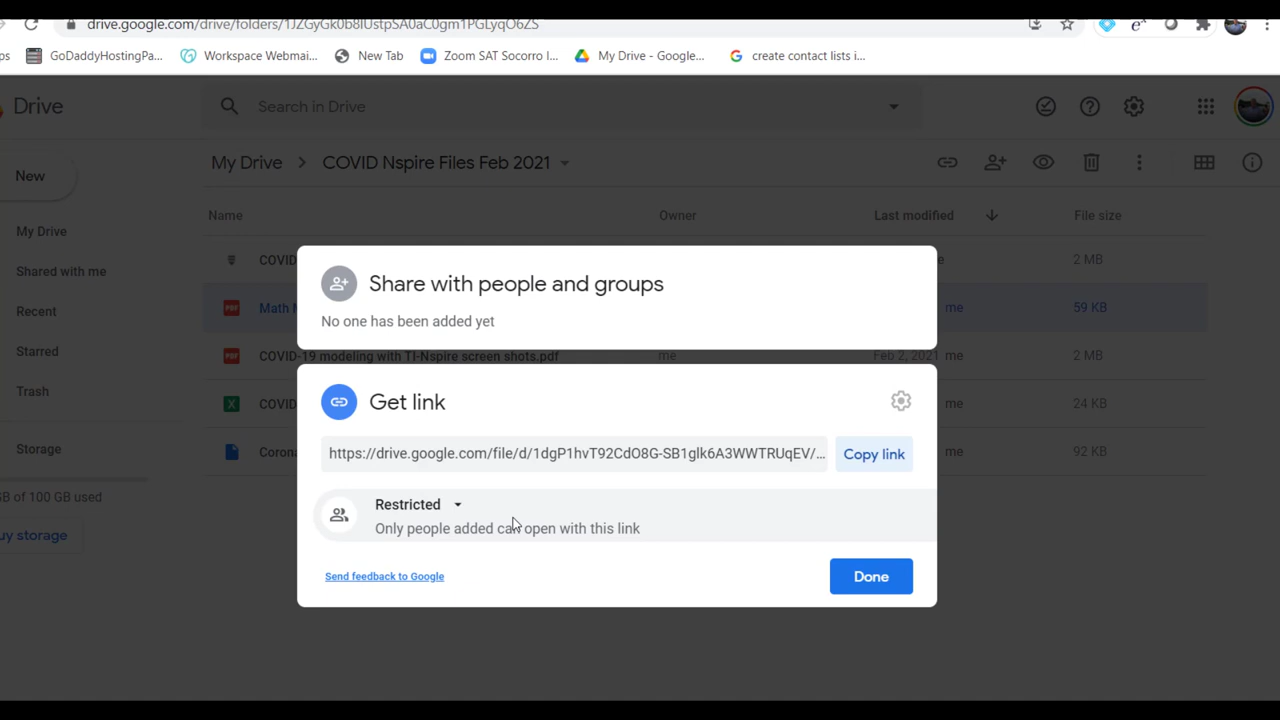 drive.google.com/drive/folders/1JZGyGk0b8IUstpSA0aC0gm1PGLyqO6ZS
ps GoDaddyHostingPa... Workspace Webmai... New Tab Zoom SAT Socorro I... My Drive - Google... create contact lists i...
Drive Search in Drive
My Drive > COVID Nspire Files Feb 2021
New
Name Owner Last modified File size
My Drive
COVID 2 MB
Shared with me
Share with people and groups
Math me 59 KB
Recent
No one has been added yet
Starred
COVID-19 modeling with TI-Nspire screen shots.pdf me Feb 2, 2021 me 2 MB
Trash
Get link
COVID me 24 KB
Storage
https://drive.google.com/file/d/1dgP1hvT92CdO8G-SB1glk6A3WWTRUqEV/... Copy link
Coron me 92 KB
GB of 100 GB used
Restricted
Only people added can open with this link
uy storage
Send feedback to Google Done